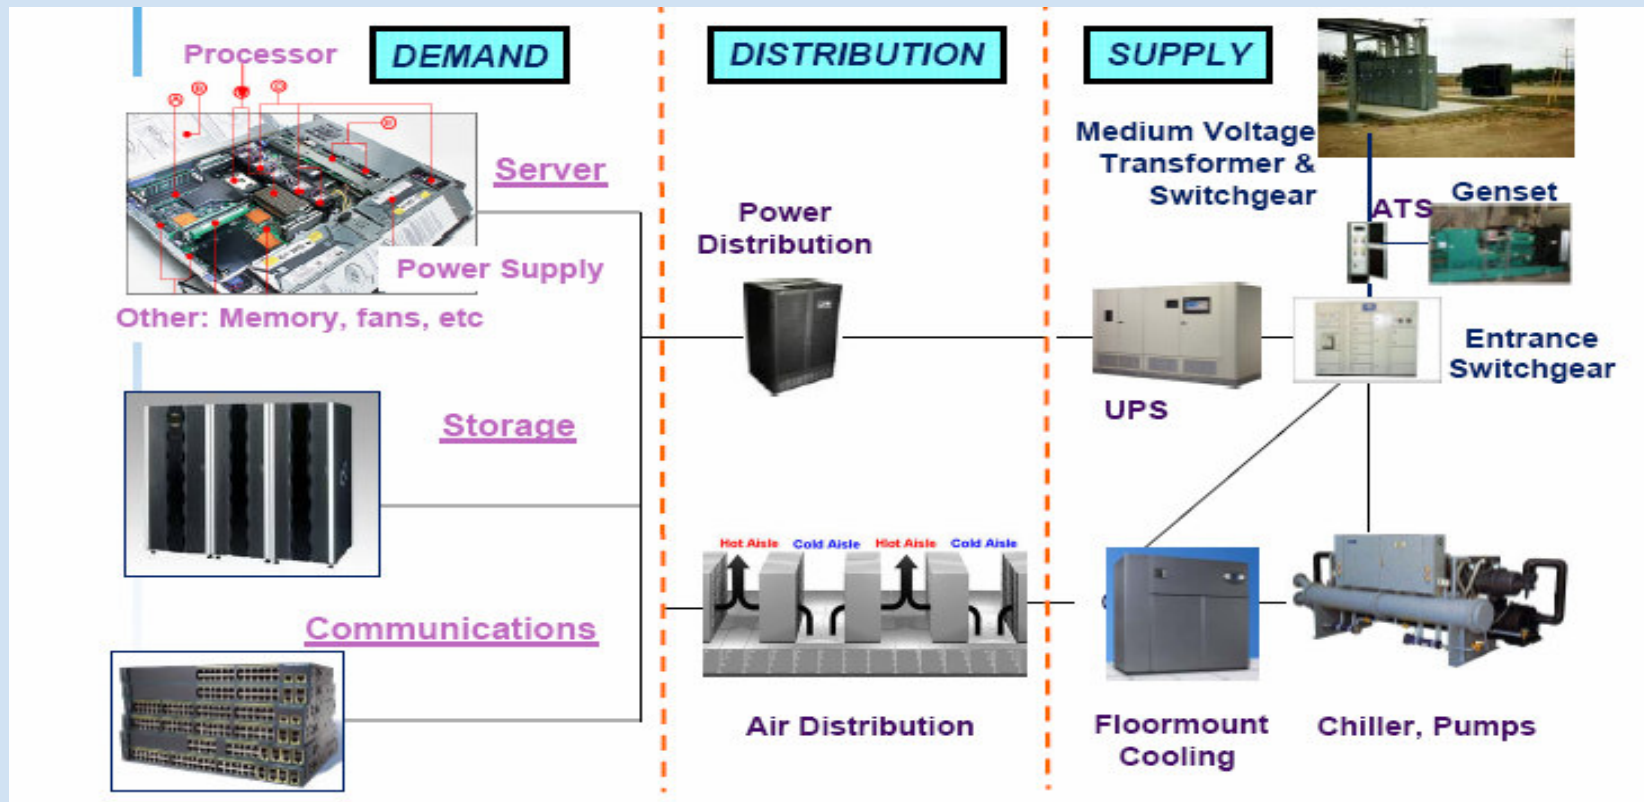 DEMAND
DISTRIBUTION
SUPPLY
Processor
Server
Power Supply
Other: Memory, fans, etc
Storage
Communications
Power
Distribution
Hot Aisle
Cold Aisle
Hot Aisle
Cold Aisle
Air Distribution
Medium Voltage
Transformer &
Switchgear
ATS
Genset
Entrance
Switchgear
UPS
Floormount
Cooling
Chiller, Pumps